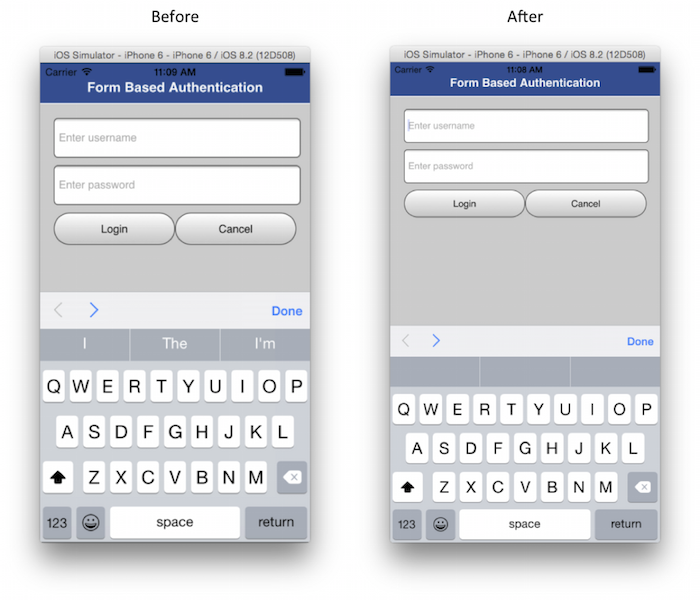 Before
iOS Simulator - iPhone 6 - iPhone 6 / iOS 8.2 (12D508)
Carrier 11:09 AM
Form Based Authentication
Enter username
Enter password
Login Cancel
Done
I The I'm
Q W E R T Y U I O P
A S D F G H J K L
Z X C V B N M
123 space return
After
iOS Simulator - iPhone 6 - iPhone 6 / iOS 8.2 (12D508)
Carrier 11:08 AM
Form Based Authentication
Enter username
Enter password
Login Cancel
Done
Q W E R T Y U I O P
A S D F G H J K L
Z X C V B N M
123 space return